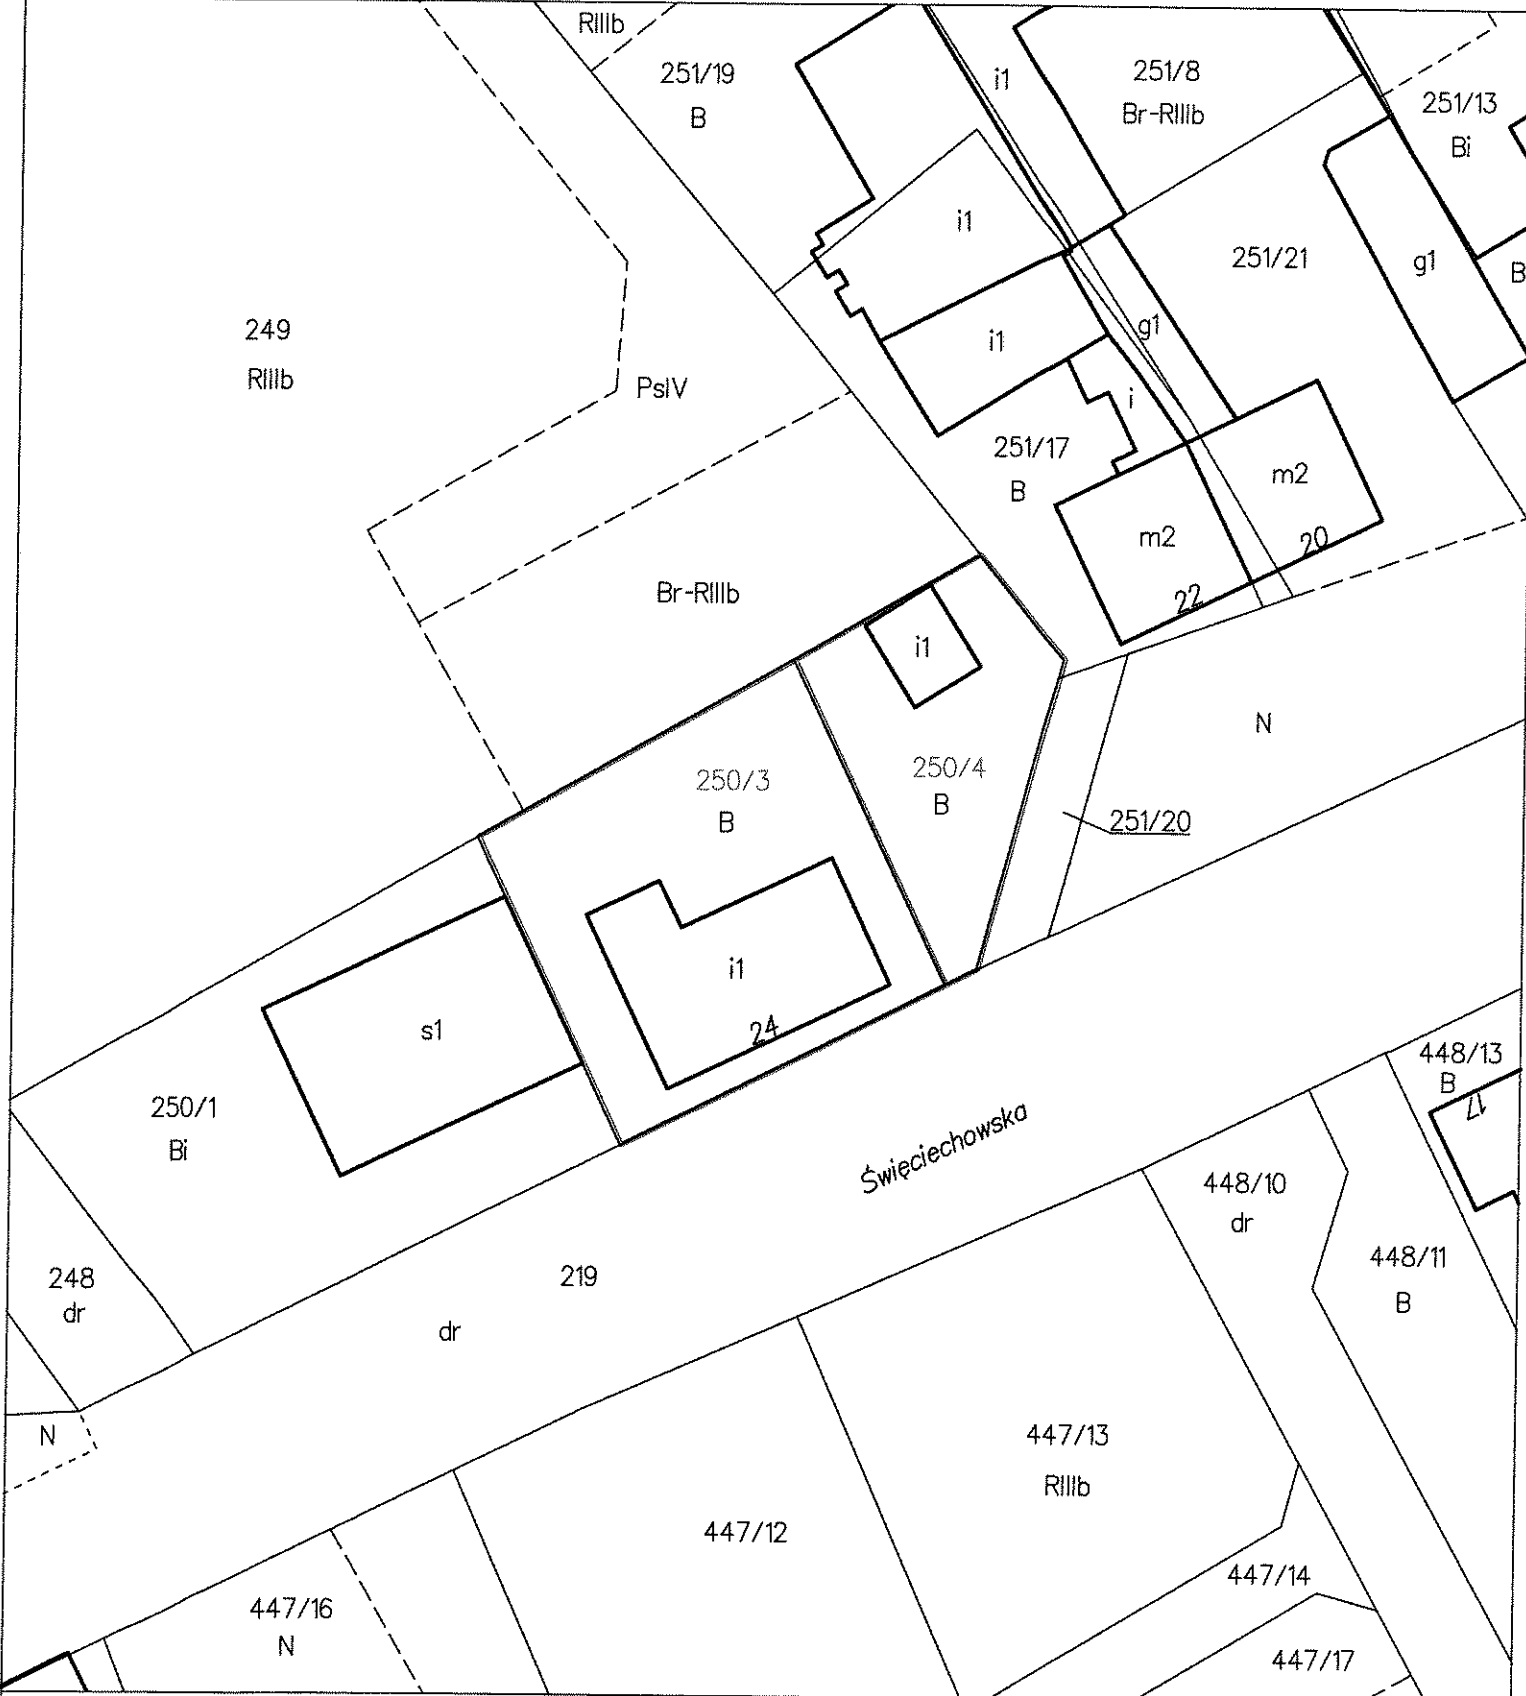 RIIIb
251/19
B
i1
251/8
Br-RIIIb
251/13
Bi
i1
251/21
g1
B
249
RIIIb
PsIV
i1
g1
i
251/17
B
m2
20
m2
22
Br-RIIIb
i1
N
250/3
B
250/4
B
251/20
i1
24
s1
250/1
Bi
448/13
B
17
Święciechowska
448/10
dr
448/11
B
248
dr
219
dr
N
447/13
RIIIb
447/12
447/14
447/16
N
447/17